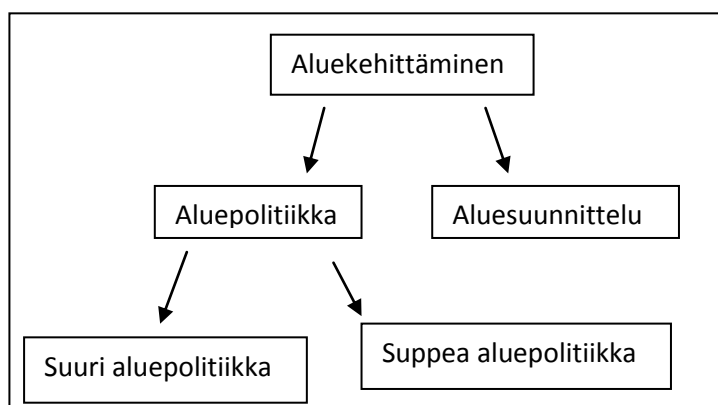 Aluekehittäminen
Aluepolitiikka
Aluesuunnittelu
Suuri aluepolitiikka
Suppea aluepolitiikka